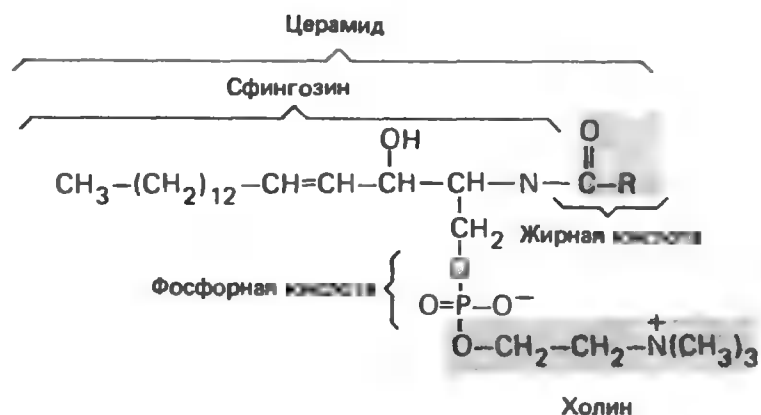 Церамид
Сфингозин
O
OH
CH₃–(CH₂)₁₂–CH=CH–CH–CH–N–C–R
CH₂
Жирная
Фосфорная
O=P–O⁻
O–CH₂–CH₂–N⁺(CH₃)₃
Холин